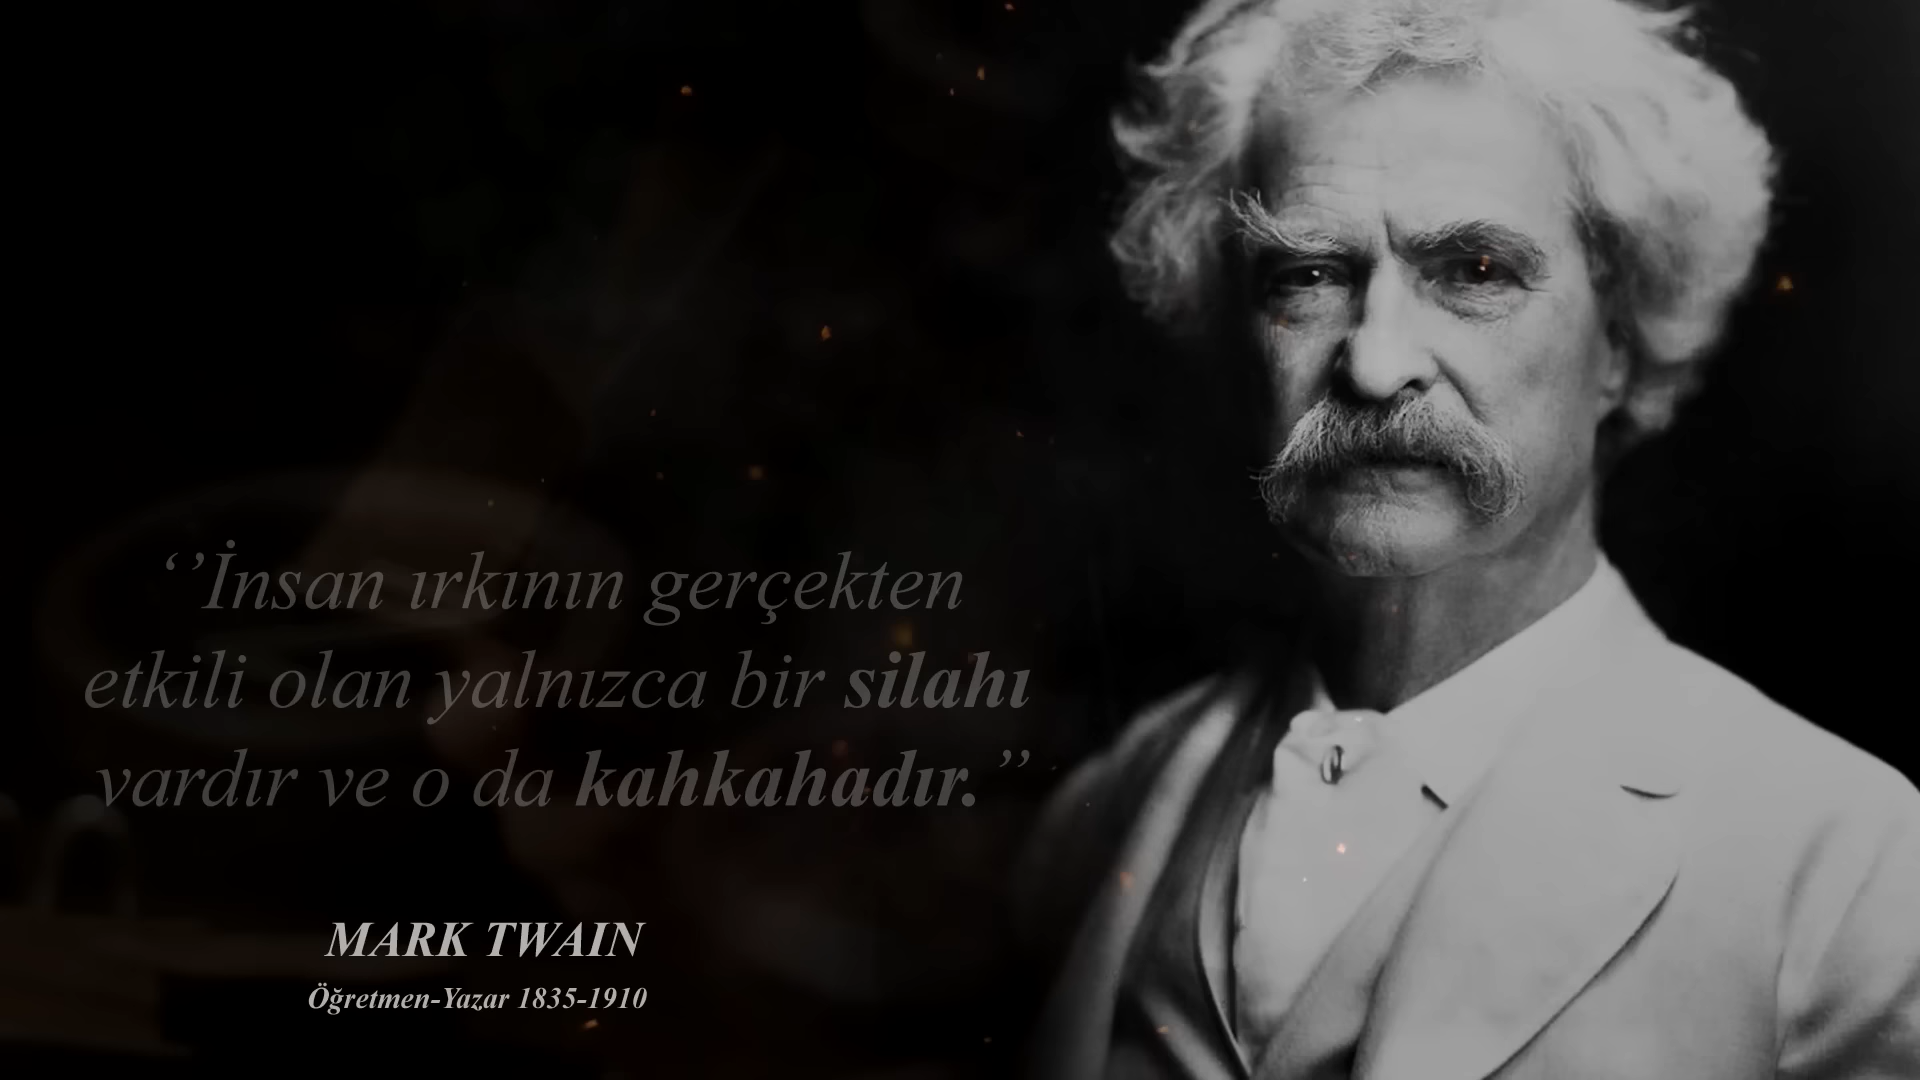 ‘’İnsan ırkının gerçekten
etkili olan yalnızca bir silahı
vardır ve o da kahkahadır.’’
MARK TWAIN
Öğretmen-Yazar 1835-1910